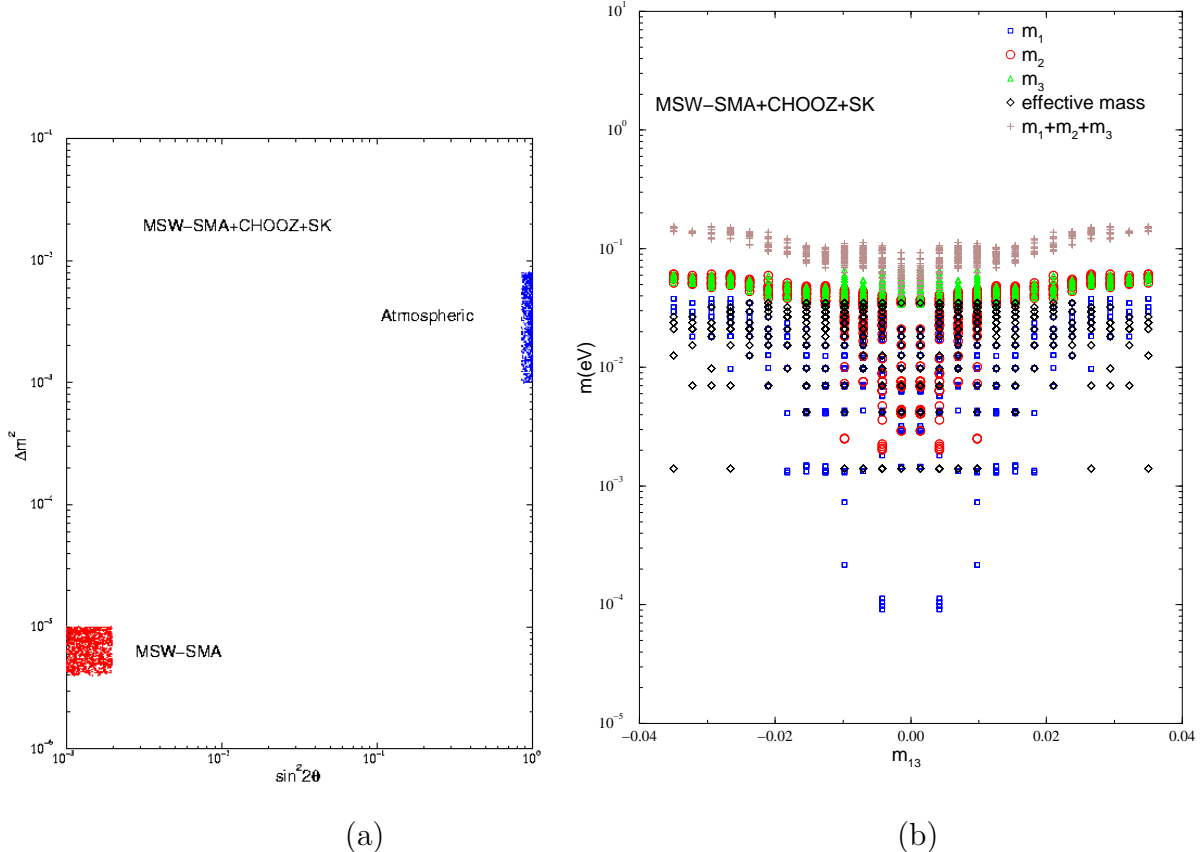 10⁻¹
10⁻²
10⁻³
10⁻⁴
10⁻⁵
10⁻⁶
Δm²
MSW−SMA+CHOOZ+SK
Atmospheric
MSW−SMA
10⁻³ 10⁻² 10⁻¹ 10⁰
sin²2θ
(a)
10¹
10⁰
10⁻¹
10⁻²
10⁻³
10⁻⁴
10⁻⁵
m(eV)
m₁
m₂
m₃
effective mass
m₁+m₂+m₃
MSW−SMA+CHOOZ+SK
−0.04 −0.02 0.00 0.02 0.04
m₁₃
(b)